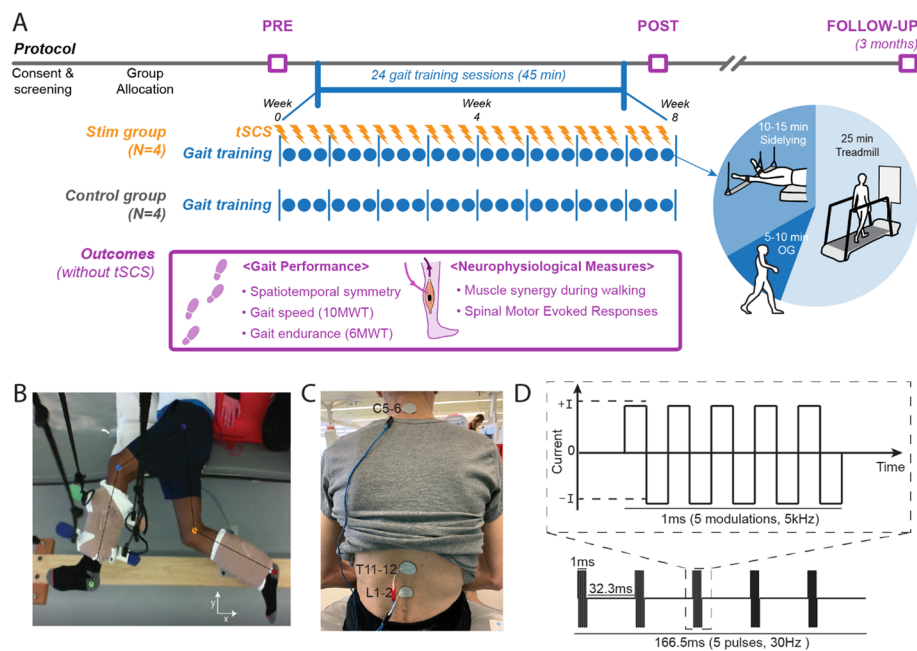 A
PRE
POST
FOLLOW-UP
(3 months)
Protocol
Consent &
screening
Group
Allocation
24 gait training sessions (45 min)
Week
0
Week
4
Week
8
Stim group
(N=4)
tSCS
Gait training
Control group
(N=4)
Gait training
10-15 min
Sidelying
25 min
Treadmill
5-10 min
OG
Outcomes
(without tSCS)
<Gait Performance>
• Spatiotemporal symmetry
• Gait speed (10MWT)
• Gait endurance (6MWT)
<Neurophysiological Measures>
• Muscle synergy during walking
• Spinal Motor Evoked Responses
B
y
x
C
C5-6
T11-12
L1-2
D
+I
0
-I
Current
Time
1ms (5 modulations, 5kHz)
1ms
32.3ms
166.5ms (5 pulses, 30Hz )